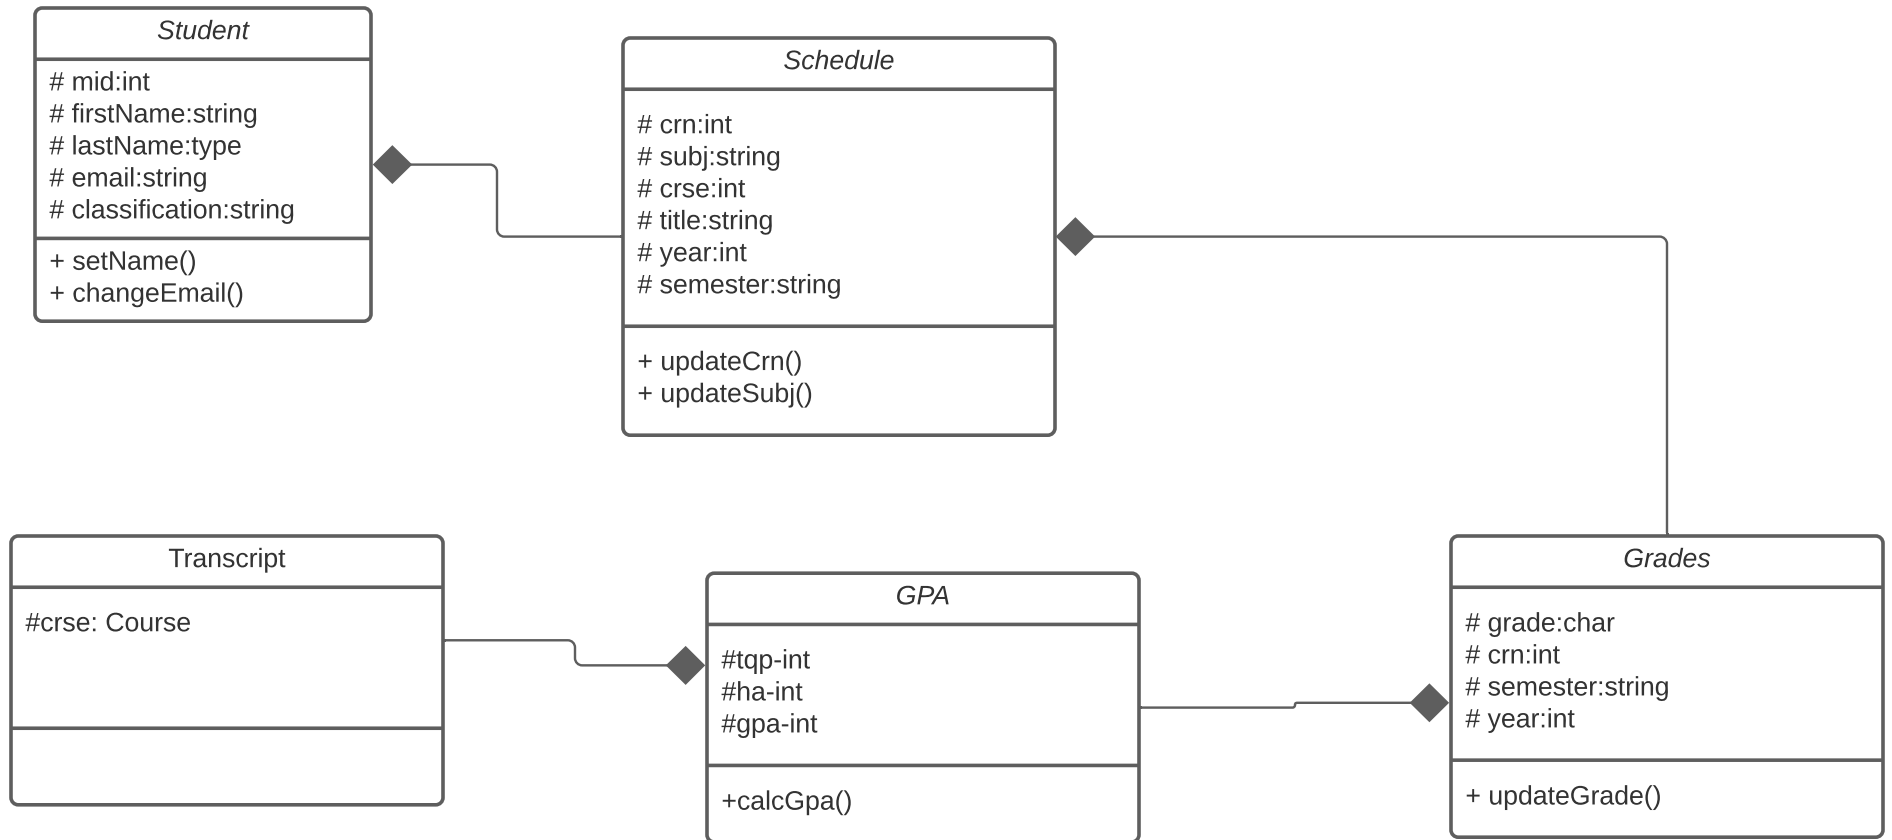 Student
# mid:int
# firstName:string
# lastName:type
# email:string
# classification:string
+ setName()
+ changeEmail()
Schedule
# crn:int
# subj:string
# crse:int
# title:string
# year:int
# semester:string
+ updateCrn()
+ updateSubj()
Transcript
#crse: Course
GPA
#tqp-int
#ha-int
#gpa-int
+calcGpa()
Grades
# grade:char
# crn:int
# semester:string
# year:int
+ updateGrade()